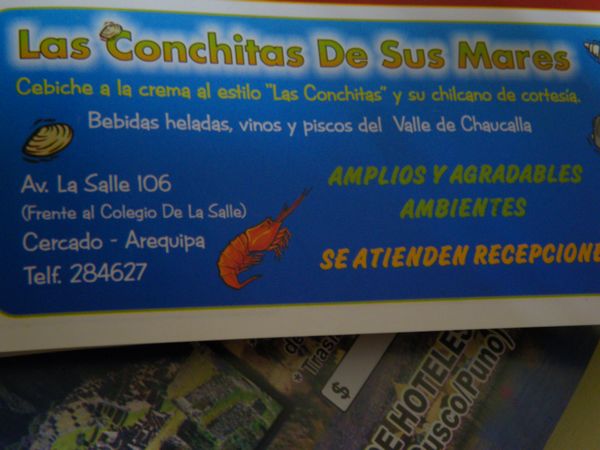 Las Conchitas De Sus Mares
Cebiche a la crema al estilo "Las Conchitas" y su chilcano de cortesía.
Bebidas heladas, vinos y piscos del Valle de Chaucalla
Av. La Salle 106
(Frente al Colegio De La Salle)
Cercado - Arequipa
Telf. 284627
AMPLIOS Y AGRADABLES
AMBIENTES
SE ATIENDEN RECEPCIONE
* Trasl
$.
E HOTELES
usco/Puno